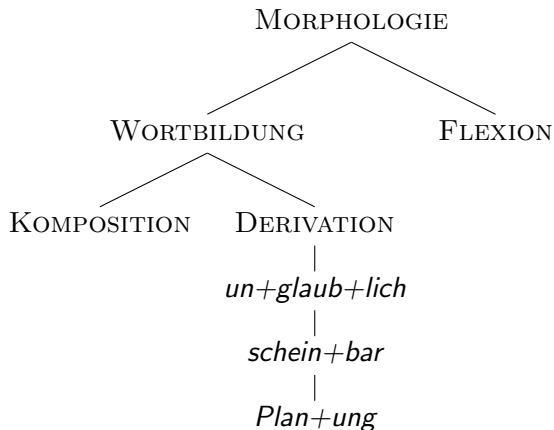 MORPHOLOGIE
WORTBILDUNG FLEXION
KOMPOSITION DERIVATION
un+glaub+lich
schein+bar
Plan+ung